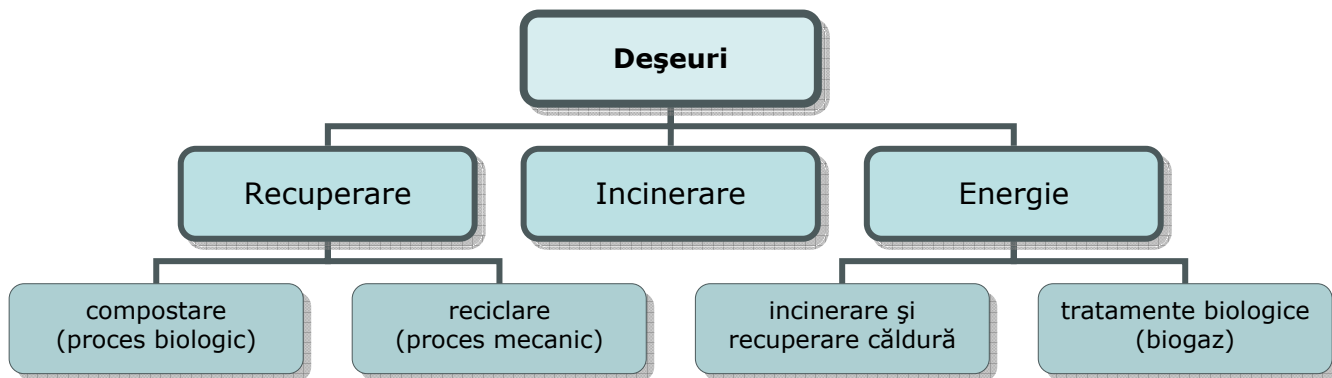 Deşeuri
Recuperare
Incinerare
Energie
compostare
(proces biologic)
reciclare
(proces mecanic)
incinerare şi
recuperare căldură
tratamente biologice
(biogaz)